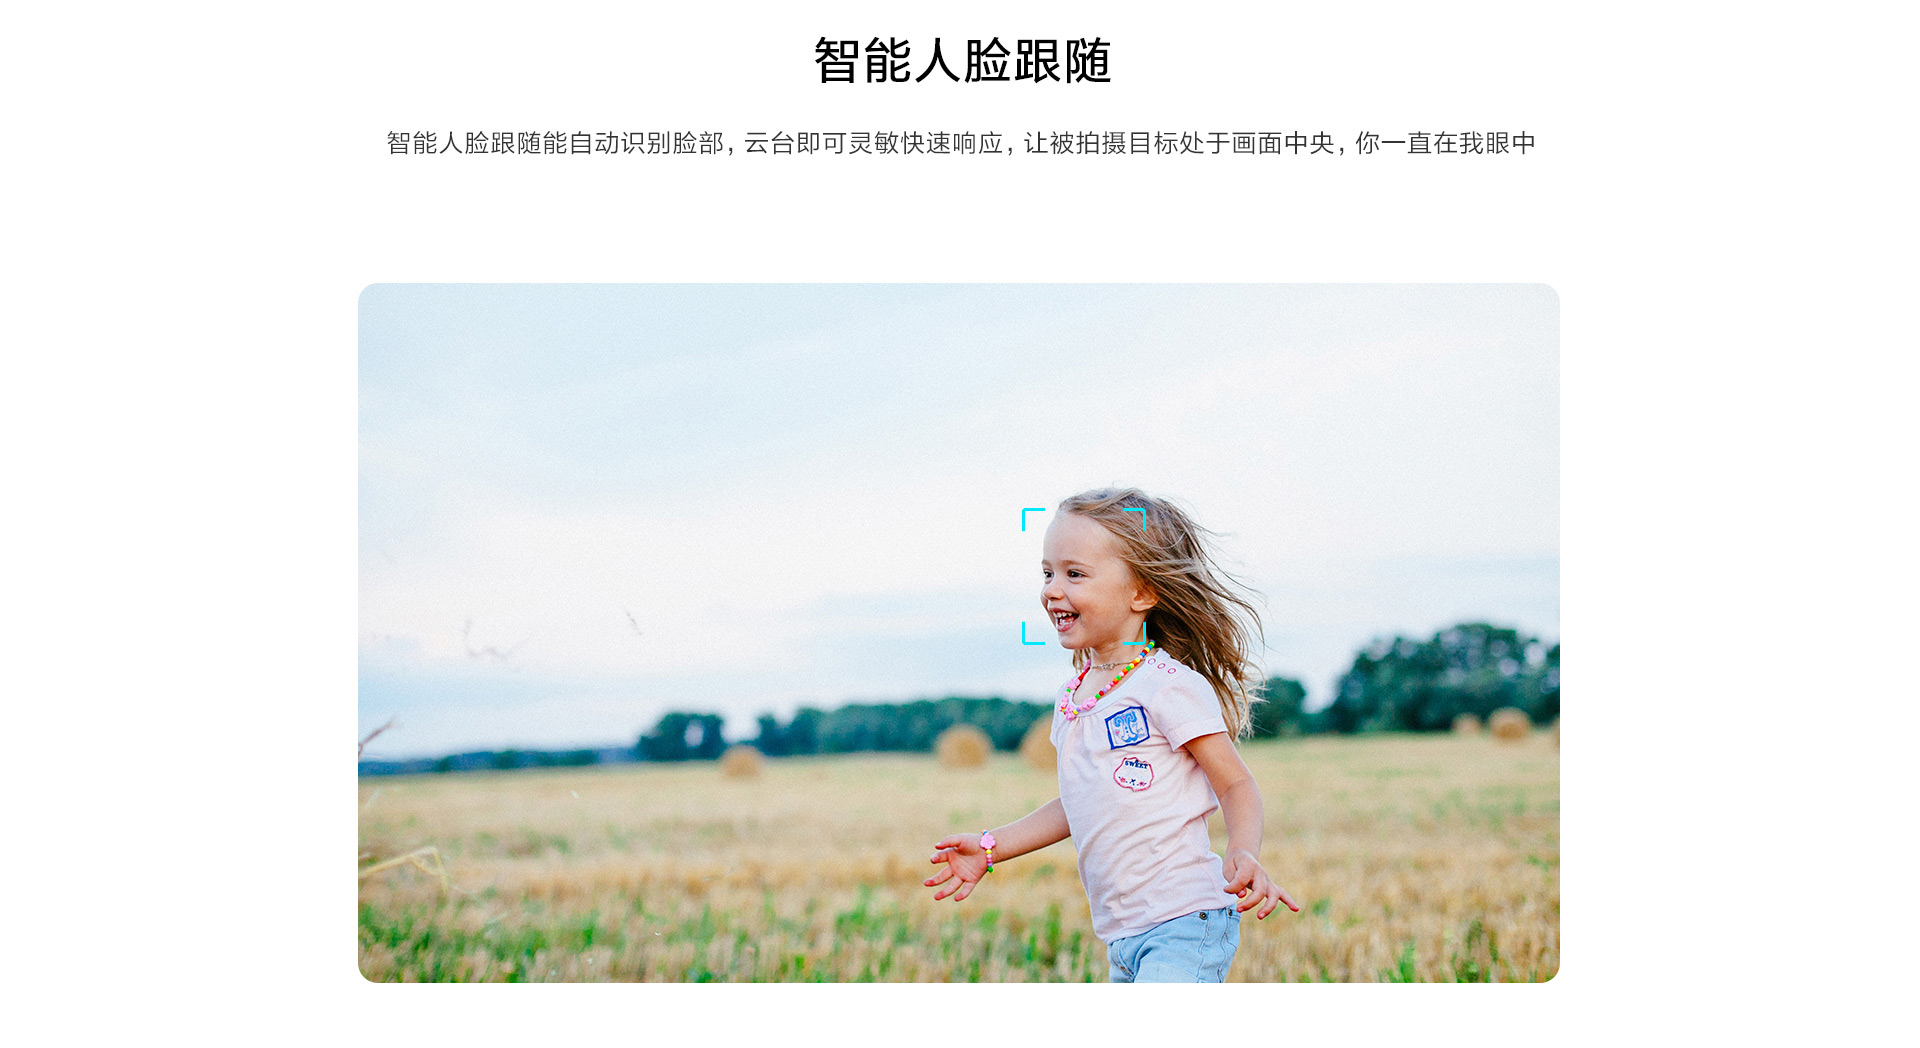 智能人脸跟随
智能人脸跟随能自动识别脸部，云台即可灵敏快速响应，让被拍摄目标处于画面中央，你一直在我眼中
SWEET